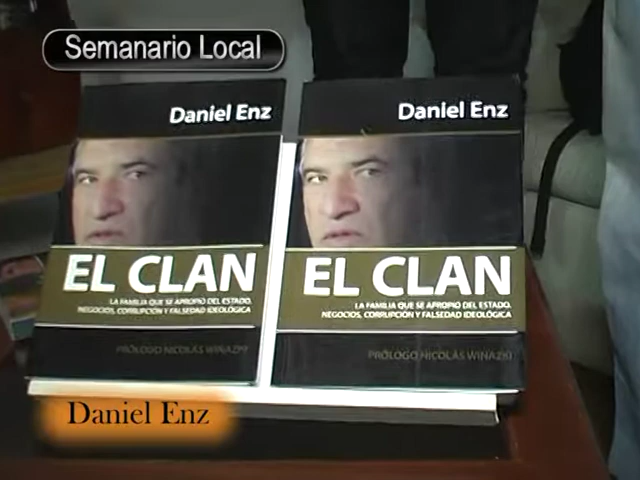 Semanario Local
Daniel Enz
EL CLAN
LA FAMILIA QUE SE APROPIÓ DEL ESTADO.
NEGOCIOS, CORRUPCIÓN Y FALSEDAD IDEOLÓGICA
PRÓLOGO NICOLÁS WIÑAZKI
Daniel Enz
EL CLAN
LA FAMILIA QUE SE APROPIÓ DEL ESTADO.
NEGOCIOS, CORRUPCIÓN Y FALSEDAD IDEOLÓGICA
PRÓLOGO NICOLÁS WIÑAZKI
Daniel Enz